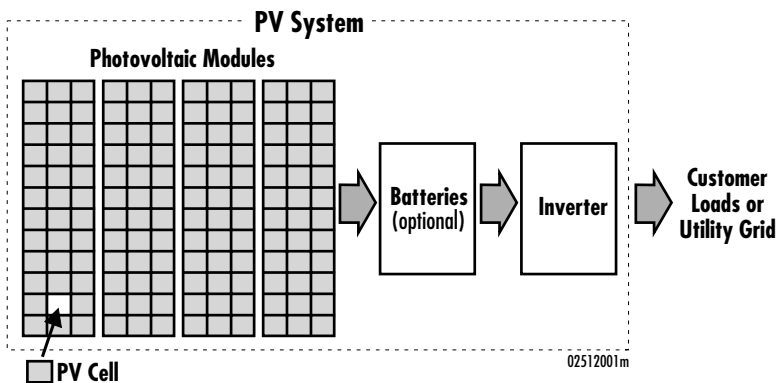 PV System
Photovoltaic Modules
Batteries
(optional)
Inverter
Customer
Loads or
Utility Grid
PV Cell
02512001m